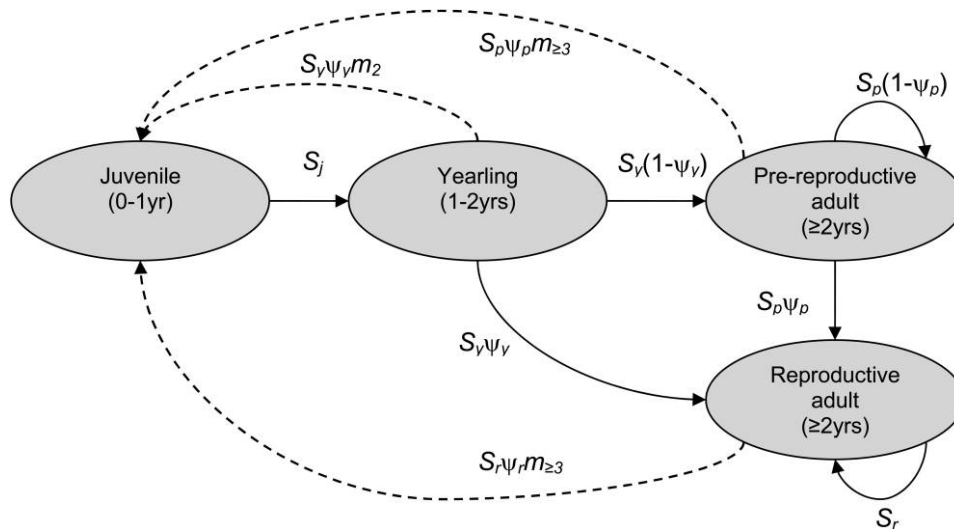 S_pψ_pm_≥3
S_yψ_ym_2
S_p(1-ψ_p)
Juvenile
(0-1yr)
S_j
Yearling
(1-2yrs)
S_y(1-ψ_y)
Pre-reproductive
adult
(≥2yrs)
S_pψ_p
S_yψ_y
Reproductive
adult
(≥2yrs)
S_rψ_rm_≥3
S_r